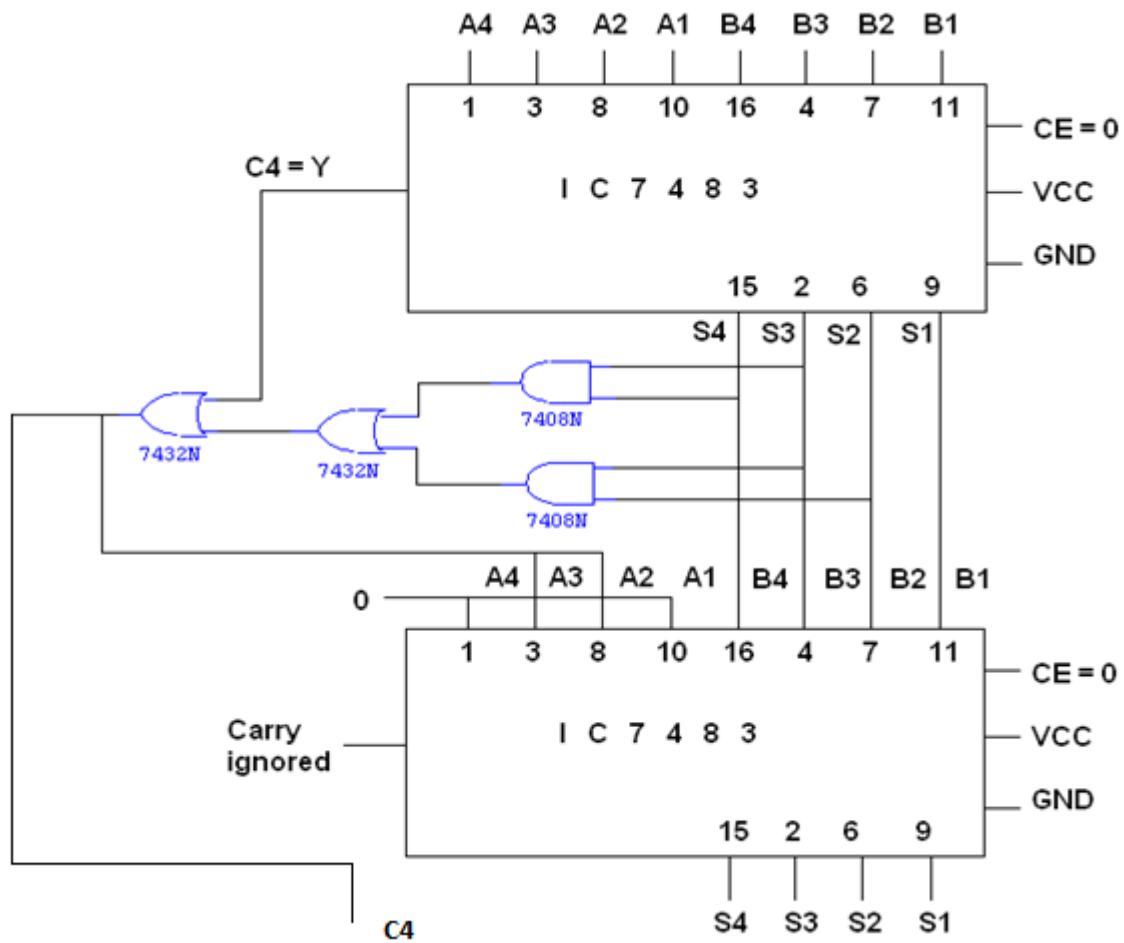 A4 A3 A2 A1 B4 B3 B2 B1
1 3 8 10 16 4 7 11
CE = 0
C4 = Y
I C 7 4 8 3
VCC
GND
15 2 6 9
S4 S3 S2 S1
7408N
7432N
7432N
7408N
A4 A3 A2 A1 B4 B3 B2 B1
0
1 3 8 10 16 4 7 11
CE = 0
Carry
ignored
I C 7 4 8 3
VCC
GND
15 2 6 9
S4 S3 S2 S1
C4